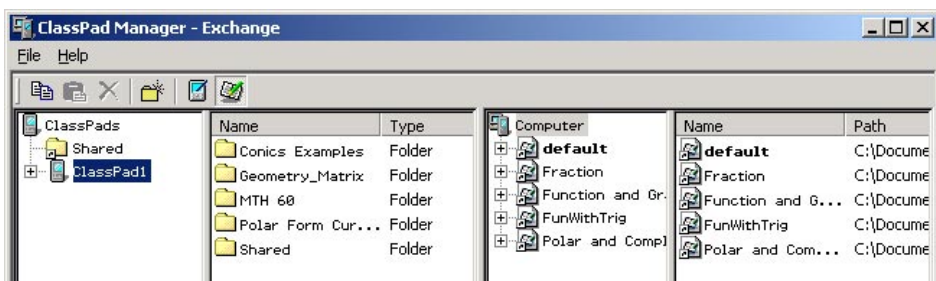 ClassPad Manager - Exchange
File Help
ClassPads
Shared
ClassPad1
Name Type
Conics Examples Folder
Geometry_Matrix Folder
MTH 60 Folder
Polar Form Cur... Folder
Shared Folder
Computer
default
Fraction
Function and Gr
FunWithTrig
Polar and Compl
Name Path
default C:\Docume
Fraction C:\Docume
Function and G... C:\Docume
FunWithTrig C:\Docume
Polar and Com... C:\Docume